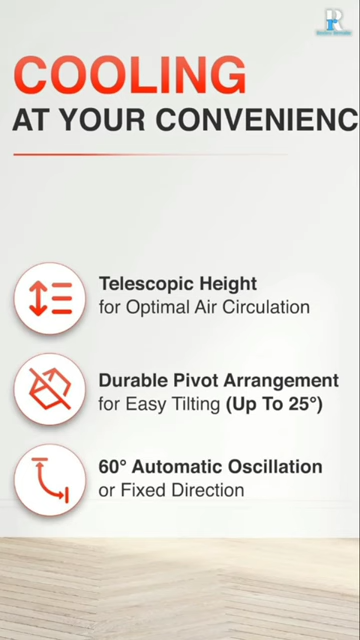 COOLING
AT YOUR CONVENIENC
Telescopic Height
for Optimal Air Circulation
Durable Pivot Arrangement
for Easy Tilting (Up To 25°)
60° Automatic Oscillation
or Fixed Direction